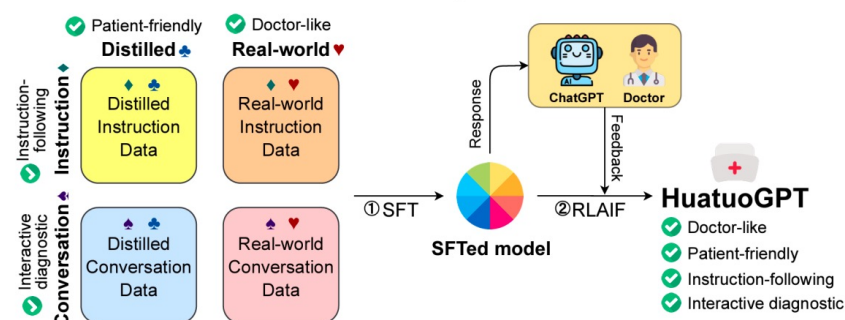 Patient-friendly
Doctor-like
Distilled ♣
Real-world ♥
Instruction-
following
Instruction ♦
♦ ♣
Distilled
Instruction
Data
♦ ♥
Real-world
Instruction
Data
Interactive
diagnostic
Conversation ♠
♠ ♣
Distilled
Conversation
Data
♠ ♥
Real-world
Conversation
Data
①SFT
SFTed model
Response
AI
ChatGPT
Doctor
Feedback
②RLAIF
HuatuoGPT
Doctor-like
Patient-friendly
Instruction-following
Interactive diagnostic